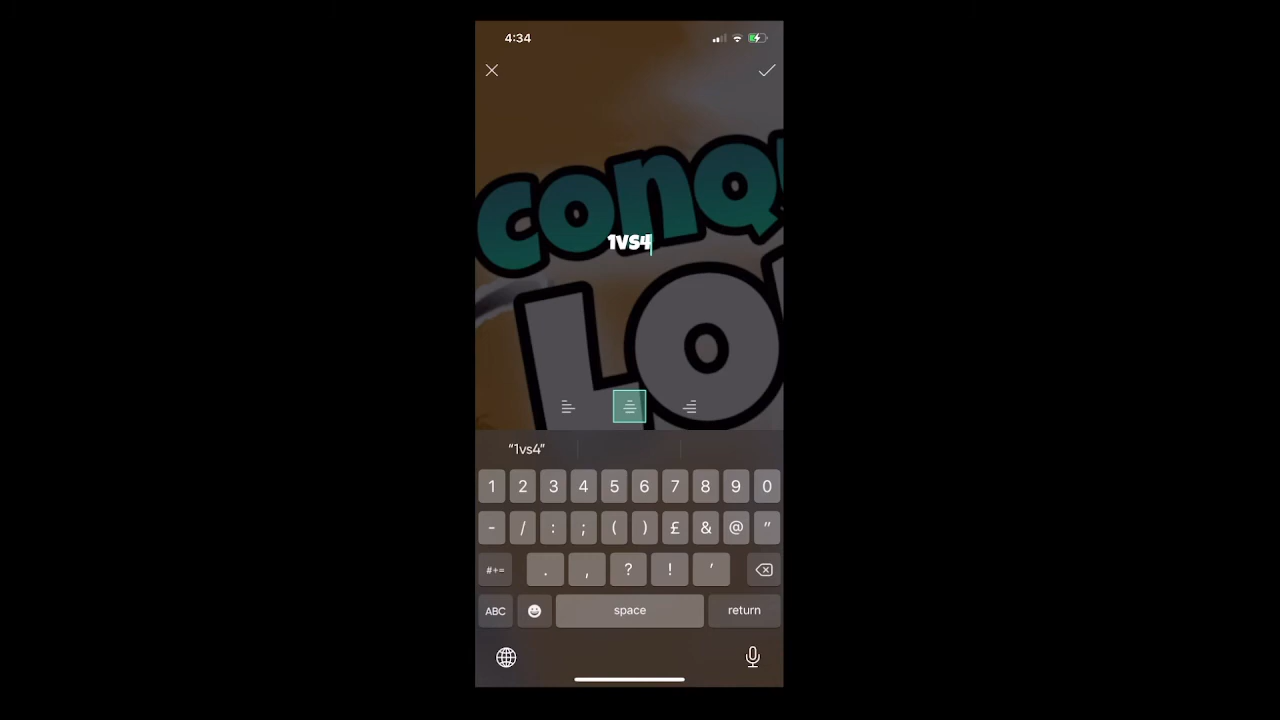 4:34
CONQ
1VS4
LO
"1vs4"
1 2 3 4 5 6 7 8 9 0
- / : ; ( ) £ & @ "
#+= . , ? ! '
ABC space return